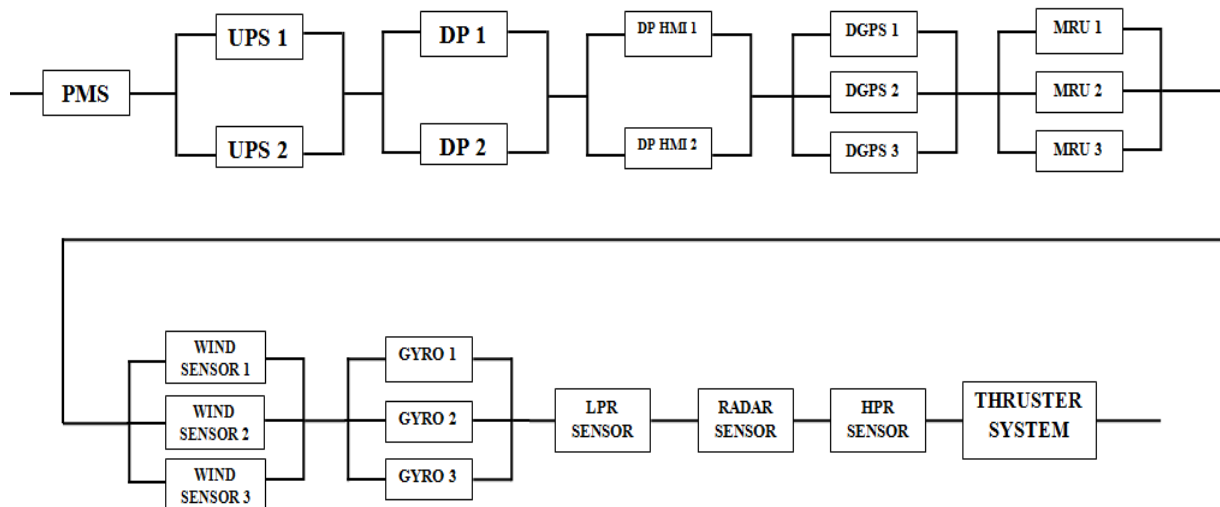 PMS
UPS 1
UPS 2
DP 1
DP 2
DP HMI 1
DP HMI 2
DGPS 1
DGPS 2
DGPS 3
MRU 1
MRU 2
MRU 3
WIND
SENSOR 1
WIND
SENSOR 2
WIND
SENSOR 3
GYRO 1
GYRO 2
GYRO 3
LPR
SENSOR
RADAR
SENSOR
HPR
SENSOR
THRUSTER
SYSTEM